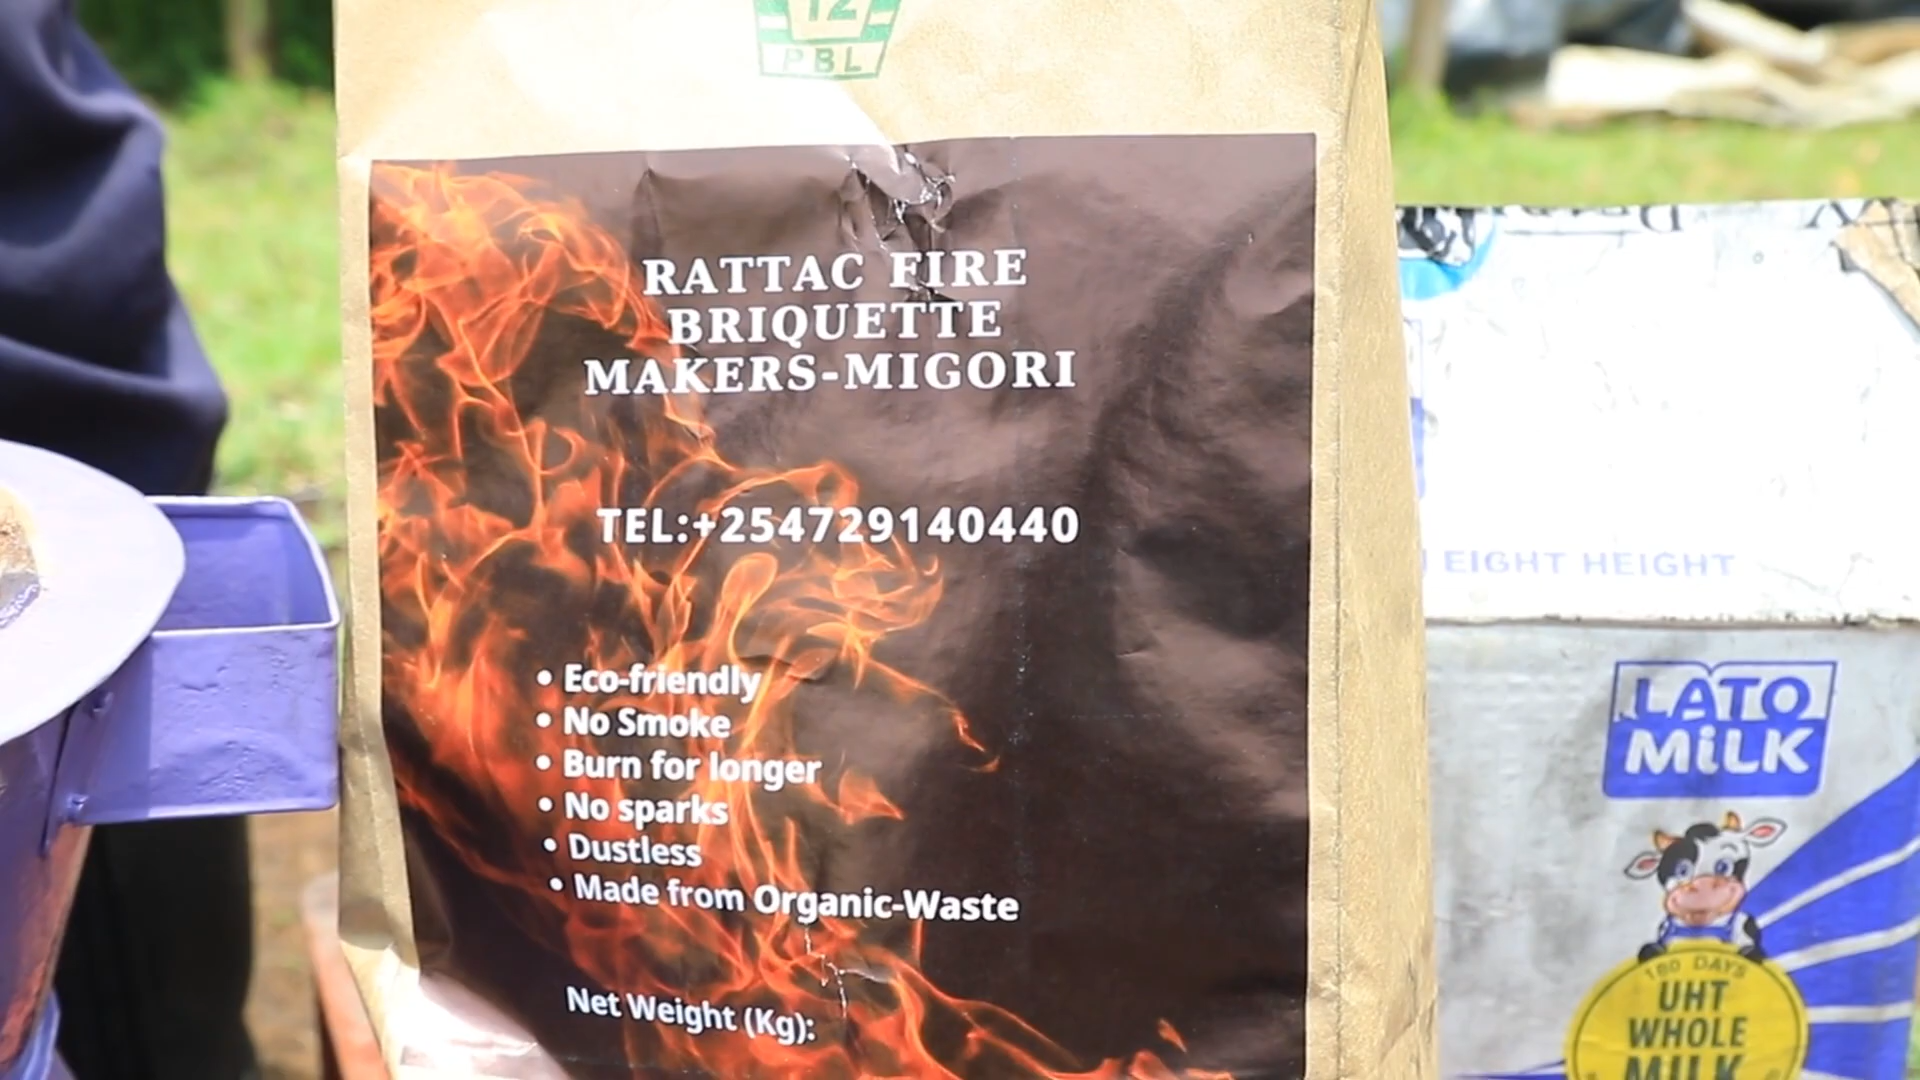 12
PBL
RATTAC FIRE
BRIQUETTE
MAKERS-MIGORI
TEL:+254729140440
• Eco-friendly
• No Smoke
• Burn for longer
• No sparks
• Dustless
• Made from Organic-Waste
Net Weight (Kg):
EIGHT HEIGHT
LATO
MiLK
180 DAYS
UHT
WHOLE
MILK